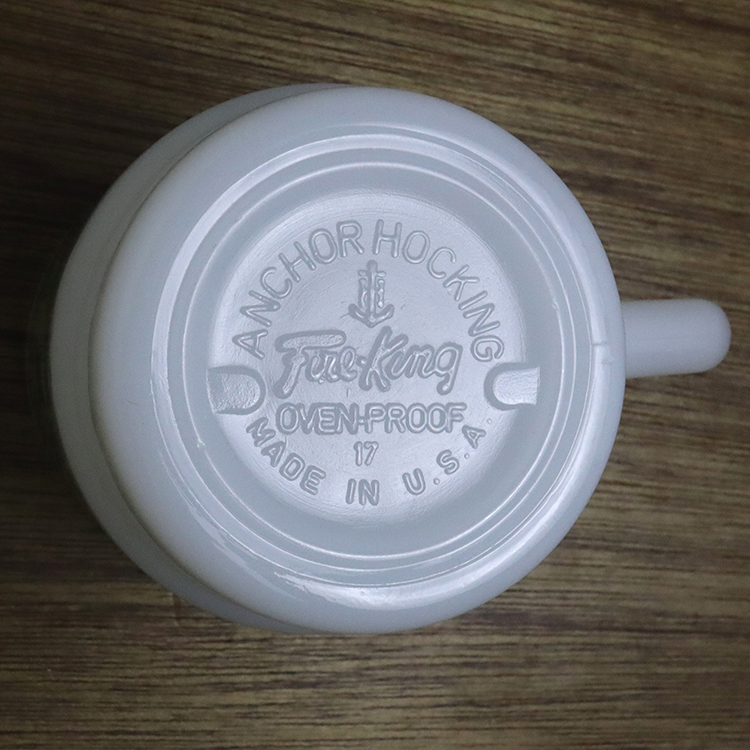 ANCHOR HOCKING
Fire-King
OVEN-PROOF
17
MADE IN U.S.A.